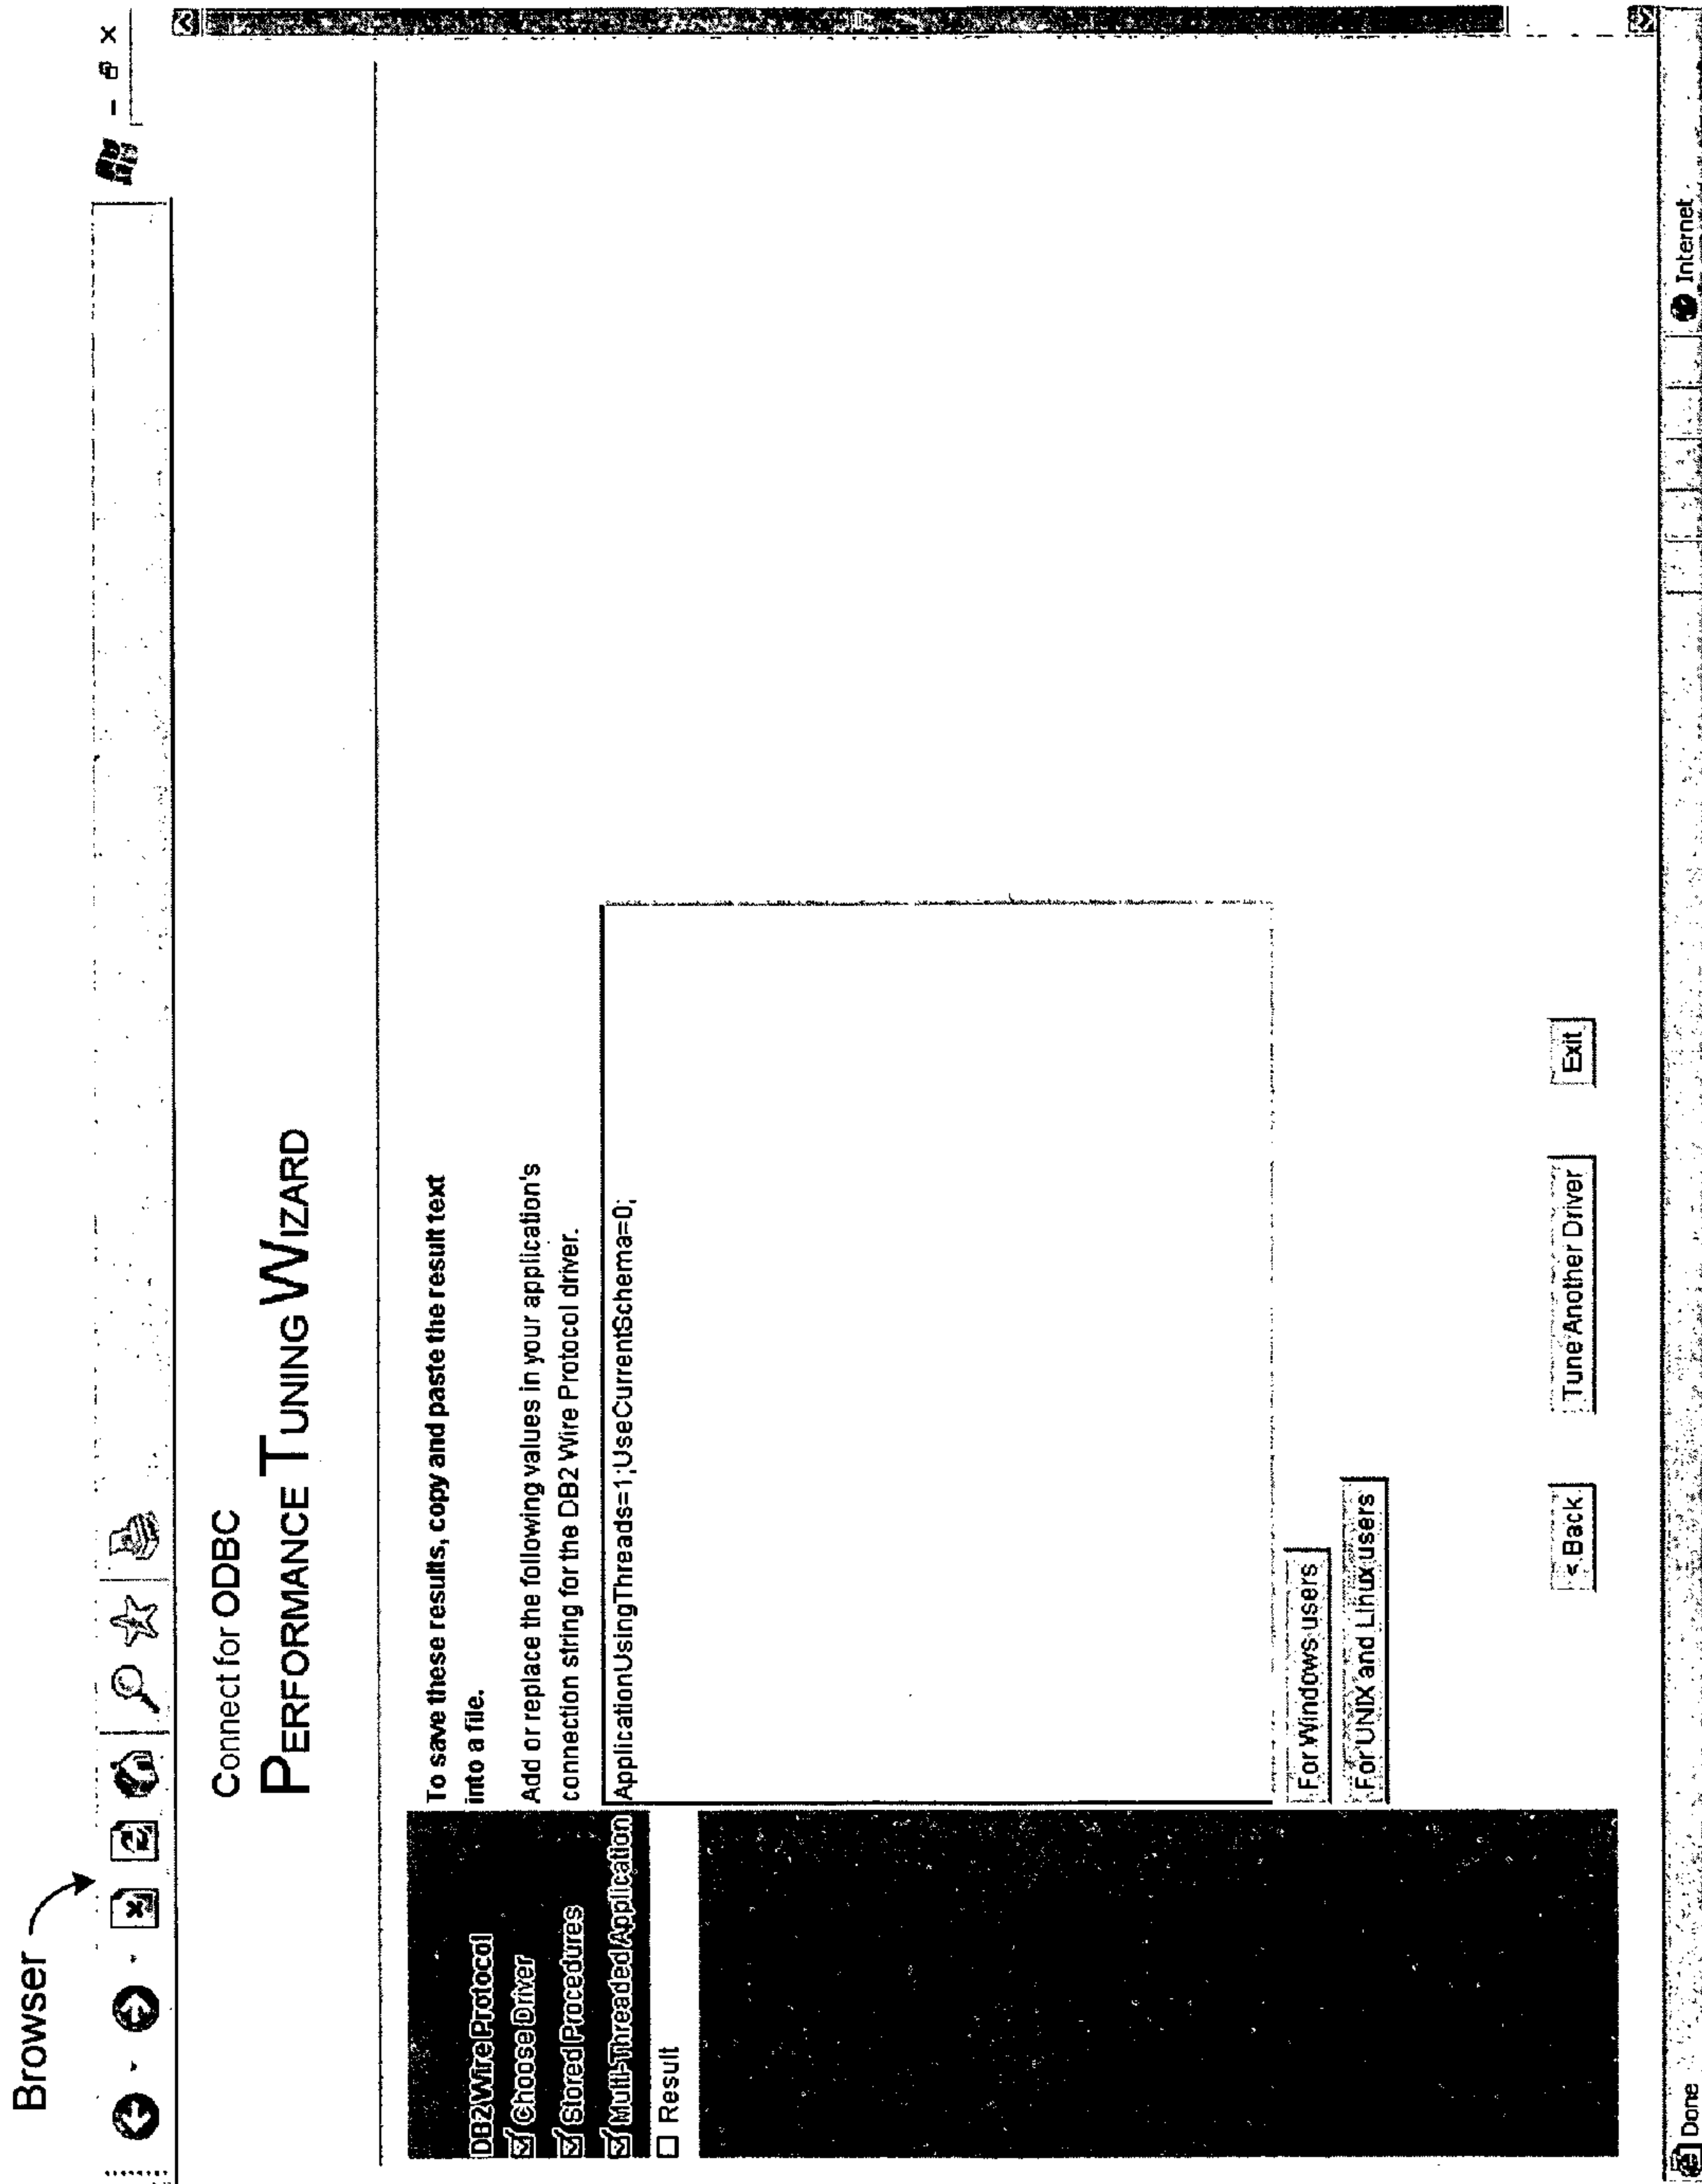 Browser
Connect for ODBC
PERFORMANCE TUNING WIZARD
DB2 Wire Protocol
Choose Driver
Stored Procedures
Multi-Threaded Application
Result
To save these results, copy and paste the result text
into a file.
Add or replace the following values in your application's
connection string for the DB2 Wire Protocol driver.
ApplicationUsingThreads=1;UseCurrentSchema=0;
For Windows users
For UNIX and Linux users
< Back
Tune Another Driver
Exit
Done
Internet